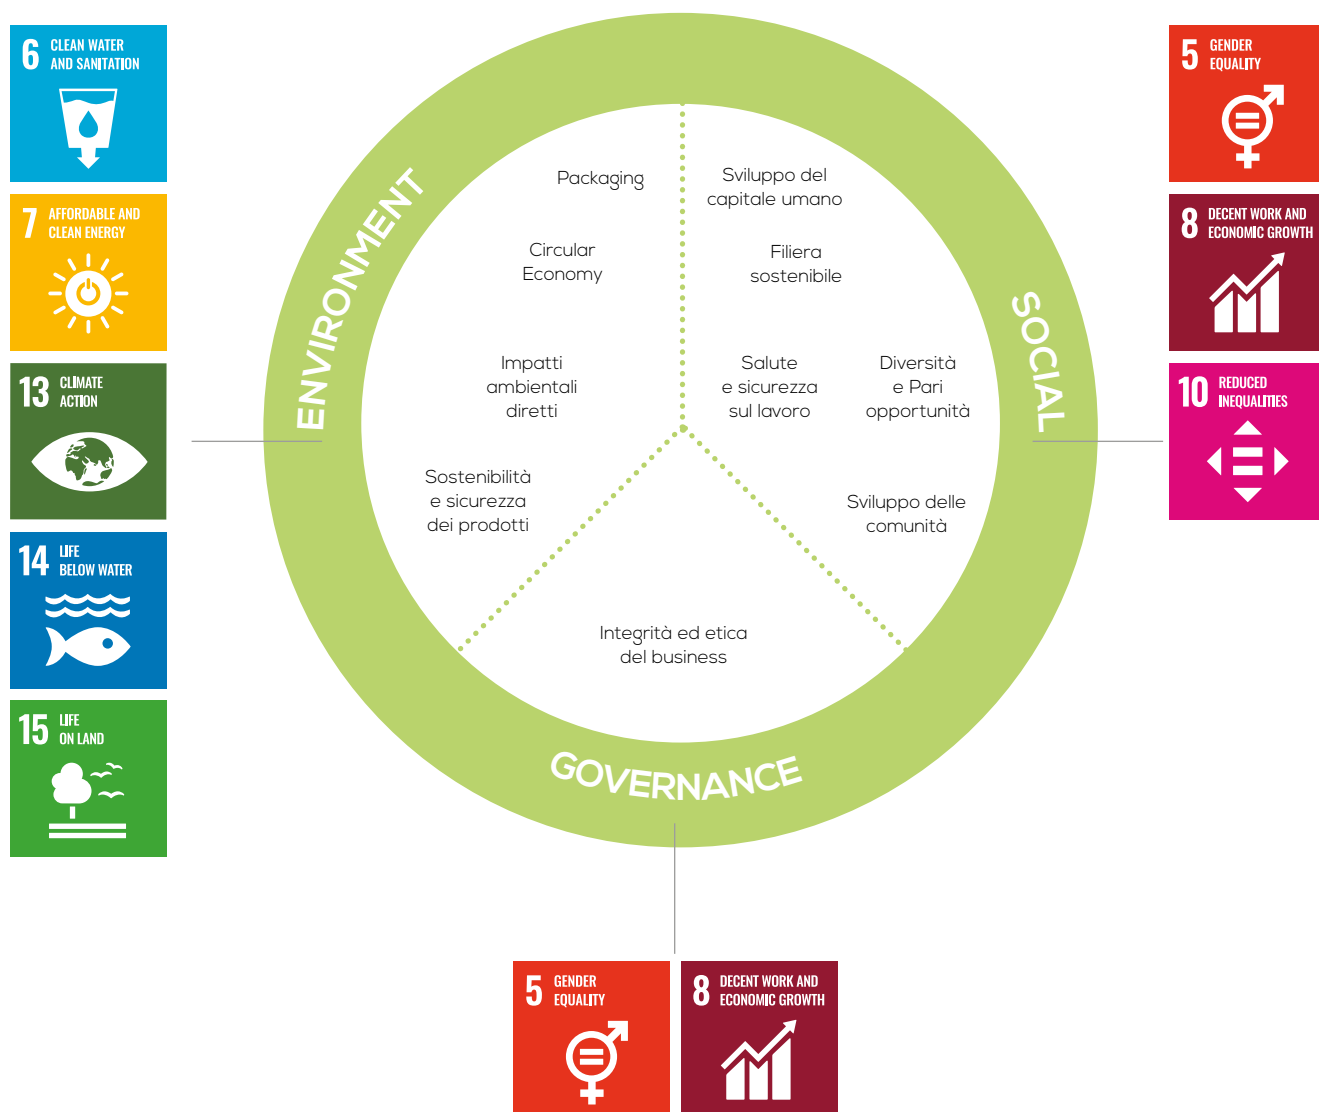 6 CLEAN WATER
AND SANITATION
7 AFFORDABLE AND
CLEAN ENERGY
13 CLIMATE
ACTION
14 LIFE
BELOW WATER
15 LIFE
ON LAND
ENVIRONMENT
Packaging
Circular
Economy
Impatti
ambientali
diretti
Sostenibilità
e sicurezza
dei prodotti
Sviluppo del
capitale umano
Filiera
sostenibile
Salute
e sicurezza
sul lavoro
Diversità
e Pari
opportunità
Sviluppo delle
comunità
SOCIAL
5 GENDER
EQUALITY
8 DECENT WORK AND
ECONOMIC GROWTH
10 REDUCED
INEQUALITIES
Integrità ed etica
del business
GOVERNANCE
5 GENDER
EQUALITY
8 DECENT WORK AND
ECONOMIC GROWTH